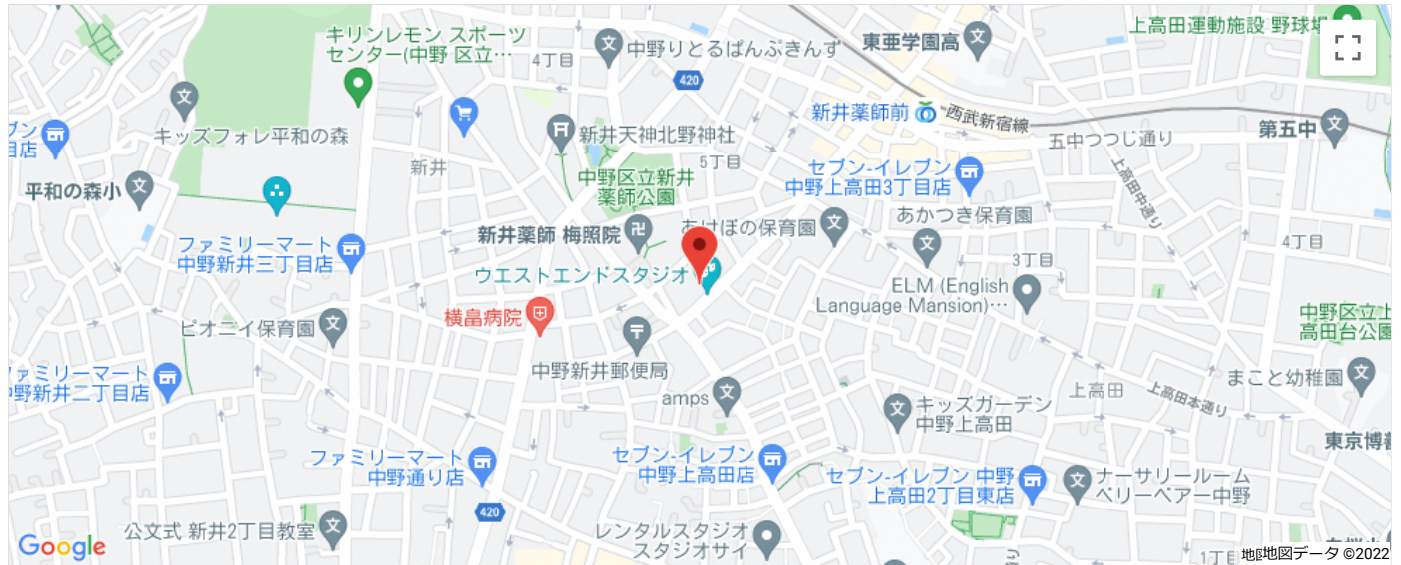 キリンレモン スポーツ
センター(中野 区立…
4丁目
中野りとるぱんぷきんず
東亜学園高
上高田運動施設 野球場
420
新井薬師前
西武新宿線
五中つつじ通り
第五中
キッズフォレ平和の森
新井天神北野神社
新井
5丁目
セブン-イレブン
中野上高田3丁目店
上高田中通り
平和の森小
中野区立新井
薬師公園
あけぼの保育園
あかつき保育園
新井薬師 梅照院
4丁目
ファミリーマート
中野新井三丁目店
ウエストエンドスタジオ
3丁目
ELM (English
Language Mansion)…
横畠病院
ピオニイ保育園
中野区立上
高田台公園
中野新井郵便局
ァミリーマート
中野新井二丁目店
amps
上高田
上高田本通り
まこと幼稚園
キッズガーデン
中野上高田
東京博善
ファミリーマート
中野通り店
セブン-イレブン
中野上高田店
セブン-イレブン 中野
上高田2丁目東店
ナーサリールーム
ベリーベアー中野
420
公文式 新井2丁目教室
レンタルスタジオ
スタジオサイ
1丁目
Google
地図データ ©2022